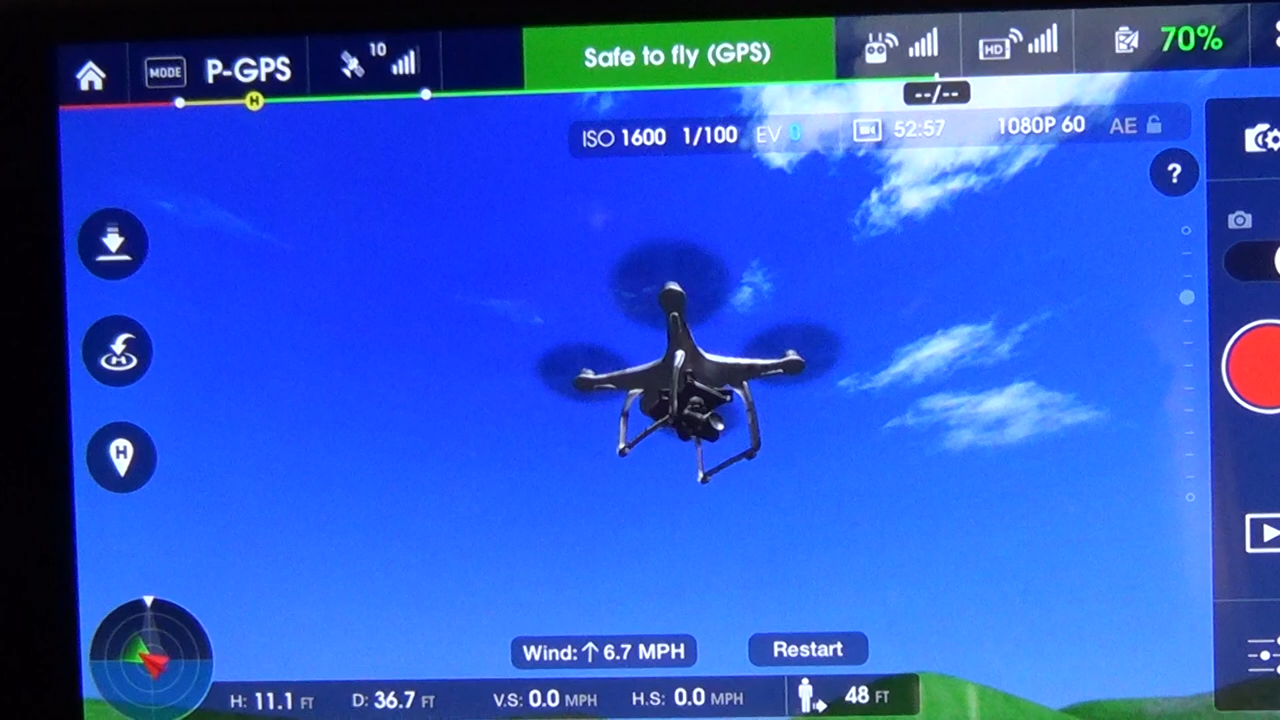 MODE P-GPS 10 Safe to fly (GPS) HD 70%
H --/--
ISO 1600 1/100 EV 0 52:57 1080P 60 AE
?
H
H
Wind: ↑ 6.7 MPH Restart
H: 11.1 FT D: 36.7 FT V.S: 0.0 MPH H.S: 0.0 MPH 48 FT